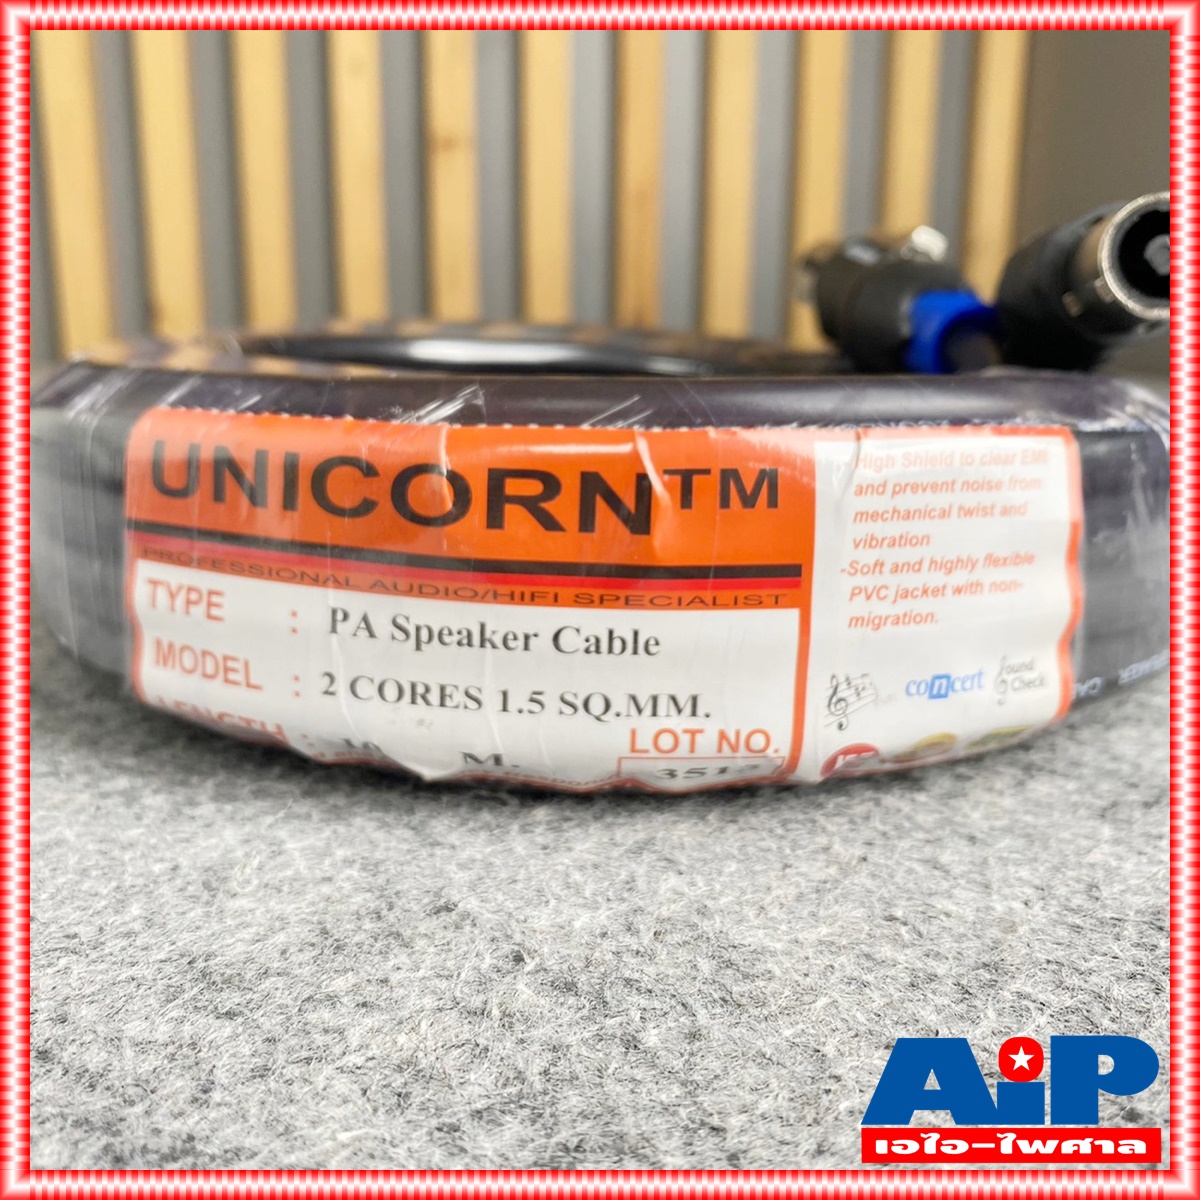 UNICORN™
PROFESSIONAL AUDIO/HIFI SPECIALIST
TYPE : PA Speaker Cable
MODEL : 2 CORES 1.5 SQ.MM.
LENGTH : 10 M.
LOT NO.
High Shield to clear EMI
and prevent noise from
mechanical twist and
vibration
-Soft and highly flexible
PVC jacket with non-
migration.
concert
Sound
Check
AiP
เอไอ-ไพศาล